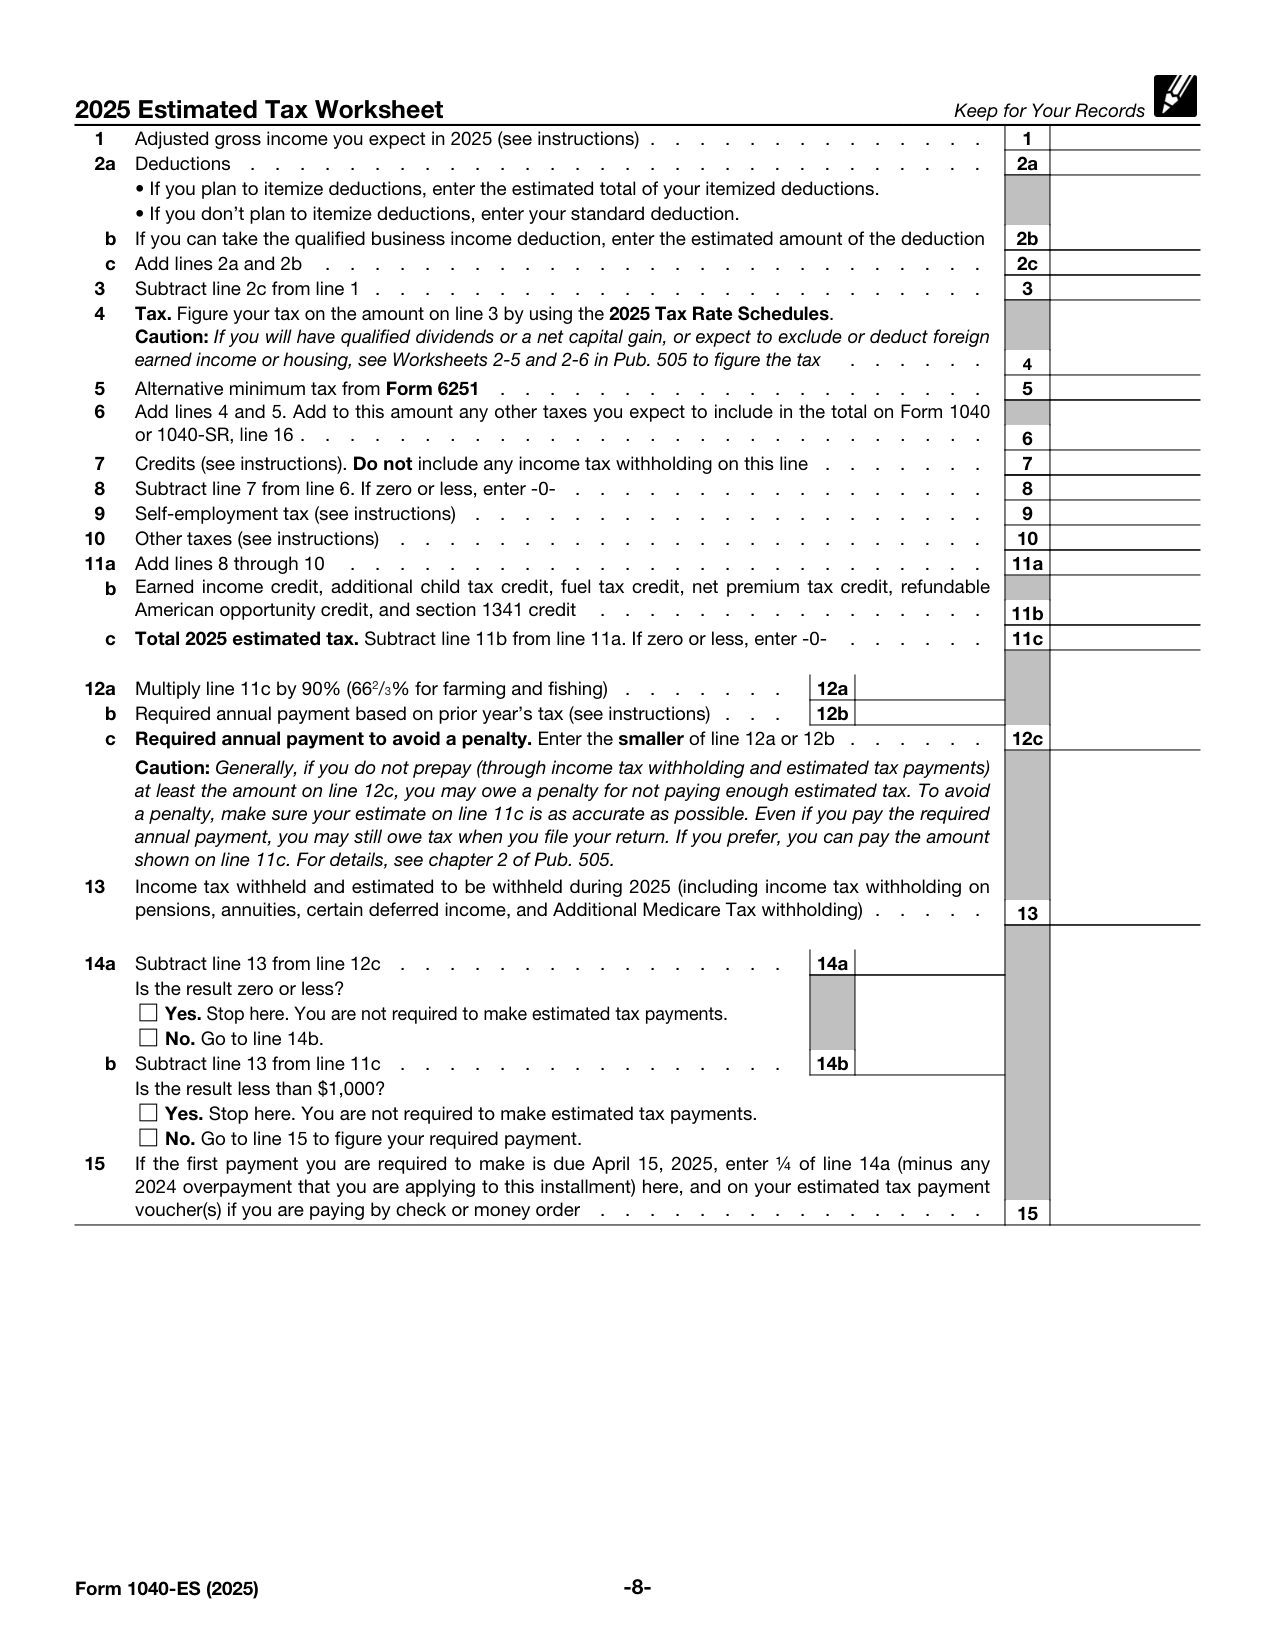 2025 Estimated Tax Worksheet Keep for Your Records
1 Adjusted gross income you expect in 2025 (see instructions) . . . . . . . . . . . . . . 1
2a Deductions . . . . . . . . . . . . . . . . . . . . . . . . . . . . . . 2a
• If you plan to itemize deductions, enter the estimated total of your itemized deductions.
• If you don’t plan to itemize deductions, enter your standard deduction.
b If you can take the qualified business income deduction, enter the estimated amount of the deduction 2b
c Add lines 2a and 2b . . . . . . . . . . . . . . . . . . . . . . . . . . . 2c
3 Subtract line 2c from line 1 . . . . . . . . . . . . . . . . . . . . . . . . . 3
4 Tax. Figure your tax on the amount on line 3 by using the 2025 Tax Rate Schedules.
Caution: If you will have qualified dividends or a net capital gain, or expect to exclude or deduct foreign
earned income or housing, see Worksheets 2-5 and 2-6 in Pub. 505 to figure the tax . . . . . . 4
5 Alternative minimum tax from Form 6251 . . . . . . . . . . . . . . . . . . . . 5
6 Add lines 4 and 5. Add to this amount any other taxes you expect to include in the total on Form 1040
or 1040-SR, line 16 . . . . . . . . . . . . . . . . . . . . . . . . . . . . 6
7 Credits (see instructions). Do not include any income tax withholding on this line . . . . . . . 7
8 Subtract line 7 from line 6. If zero or less, enter -0- . . . . . . . . . . . . . . . . . 8
9 Self-employment tax (see instructions) . . . . . . . . . . . . . . . . . . . . . 9
10 Other taxes (see instructions) . . . . . . . . . . . . . . . . . . . . . . . . 10
11a Add lines 8 through 10 . . . . . . . . . . . . . . . . . . . . . . . . . . 11a
b Earned income credit, additional child tax credit, fuel tax credit, net premium tax credit, refundable
American opportunity credit, and section 1341 credit . . . . . . . . . . . . . . . . 11b
c Total 2025 estimated tax. Subtract line 11b from line 11a. If zero or less, enter -0- . . . . . . 11c
12a Multiply line 11c by 90% (66²/₃% for farming and fishing) . . . . . . . 12a
b Required annual payment based on prior year’s tax (see instructions) . . . 12b
c Required annual payment to avoid a penalty. Enter the smaller of line 12a or 12b . . . . . . 12c
Caution: Generally, if you do not prepay (through income tax withholding and estimated tax payments)
at least the amount on line 12c, you may owe a penalty for not paying enough estimated tax. To avoid
a penalty, make sure your estimate on line 11c is as accurate as possible. Even if you pay the required
annual payment, you may still owe tax when you file your return. If you prefer, you can pay the amount
shown on line 11c. For details, see chapter 2 of Pub. 505.
13 Income tax withheld and estimated to be withheld during 2025 (including income tax withholding on
pensions, annuities, certain deferred income, and Additional Medicare Tax withholding) . . . . . 13
14a Subtract line 13 from line 12c . . . . . . . . . . . . . . . . 14a
Is the result zero or less?
☐ Yes. Stop here. You are not required to make estimated tax payments.
☐ No. Go to line 14b.
b Subtract line 13 from line 11c . . . . . . . . . . . . . . . . 14b
Is the result less than $1,000?
☐ Yes. Stop here. You are not required to make estimated tax payments.
☐ No. Go to line 15 to figure your required payment.
15 If the first payment you are required to make is due April 15, 2025, enter ¼ of line 14a (minus any
2024 overpayment that you are applying to this installment) here, and on your estimated tax payment
voucher(s) if you are paying by check or money order . . . . . . . . . . . . . . . . 15
Form 1040-ES (2025) -8-